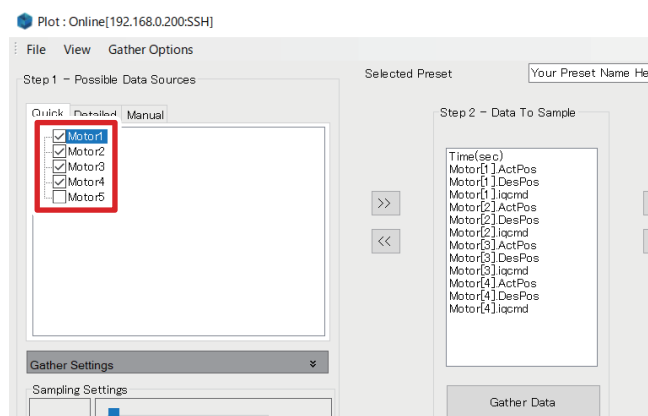 Plot : Online[192.168.0.200:SSH]
File View Gather Options
Step 1 - Possible Data Sources
Quick Detailed Manual
Motor1
Motor2
Motor3
Motor4
Motor5
Gather Settings
Sampling Settings
Selected Preset
Your Preset Name He
>>
<<
Step 2 - Data To Sample
Time(sec)
Motor[1].ActPos
Motor[1].DesPos
Motor[1].iqcmd
Motor[2].ActPos
Motor[2].DesPos
Motor[2].iqcmd
Motor[3].ActPos
Motor[3].DesPos
Motor[3].iqcmd
Motor[4].ActPos
Motor[4].DesPos
Motor[4].iqcmd
Gather Data